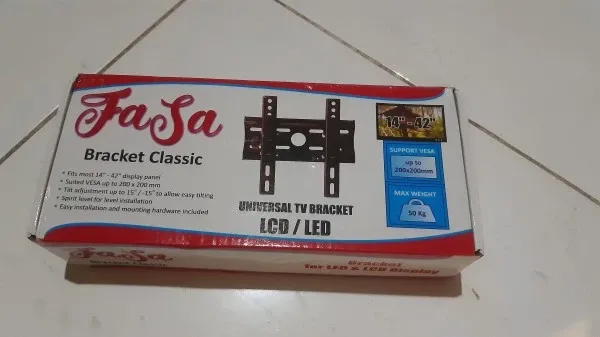 FaSa
Bracket Classic
* Fits most 14" - 42" display panel
* Suited VESA up to 200 x 200 mm
* Tilt adjustment up to 15° / -15° to allow easy tilting
* Spirit level for level installation
* Easy installation and mounting hardware included
UNIVERSAL TV BRACKET
LCD / LED
14" - 42"
SUPPORT VESA
up to
200x200mm
MAX WEIGHT
50 Kg
FaSa
Bracket Classic
Bracket
for LED & LCD Display